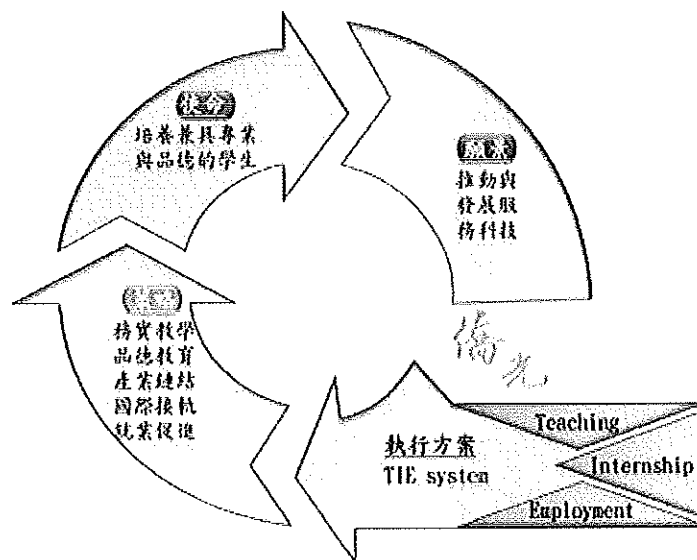 培養兼具專業
與品德的學生
推動與
發展服
務科技
務實教學
品德教育
產業鏈結
國際接軌
就業促進
僑光
執行方案
TIE system
Teaching
Internship
Employment